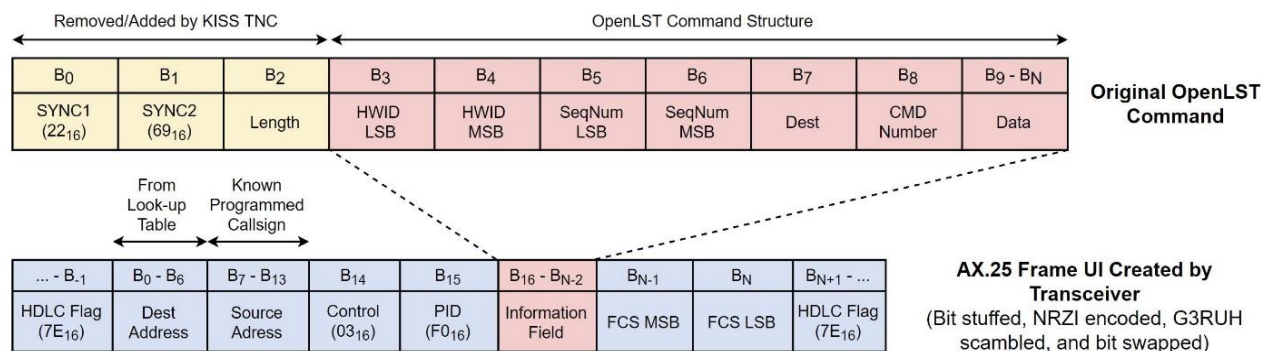 Removed/Added by KISS TNC
OpenLST Command Structure
B0 B1 B2 B3 B4 B5 B6 B7 B8 B9 - BN
SYNC1 (22₁₆)
SYNC2 (69₁₆)
Length
HWID LSB
HWID MSB
SeqNum LSB
SeqNum MSB
Dest
CMD Number
Data
Original OpenLST
Command
From
Look-up
Table
Known
Programmed
Callsign
... - B-1 B0 - B6 B7 - B13 B14 B15 B16 - BN-2 BN-1 BN BN+1 - ...
HDLC Flag (7E₁₆)
Dest Address
Source Adress
Control (03₁₆)
PID (F0₁₆)
Information Field
FCS MSB
FCS LSB
HDLC Flag (7E₁₆)
AX.25 Frame UI Created by
Transceiver
(Bit stuffed, NRZI encoded, G3RUH
scambled, and bit swapped)